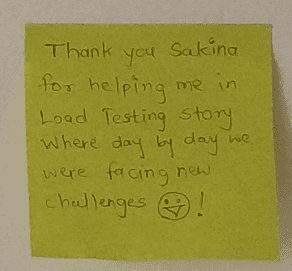 Thank you Sakina
for helping me in
Load Testing Story
where day by day we
were facing new
challenges !